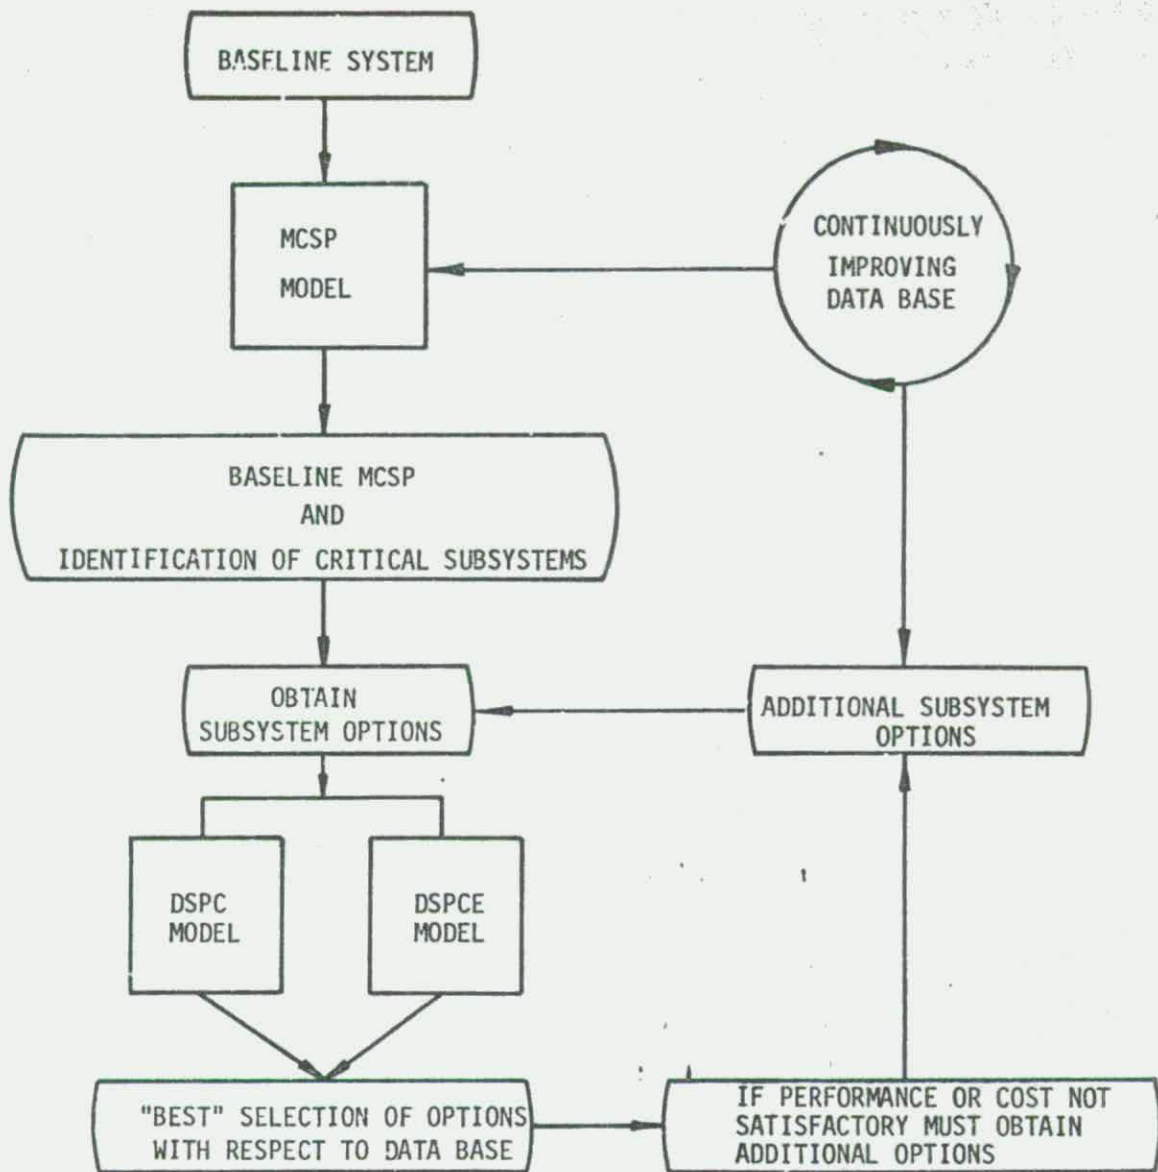 BASELINE SYSTEM
MCSP
MODEL
CONTINUOUSLY
IMPROVING
DATA BASE
BASELINE MCSP
AND
IDENTIFICATION OF CRITICAL SUBSYSTEMS
OBTAIN
SUBSYSTEM OPTIONS
ADDITIONAL SUBSYSTEM
OPTIONS
DSPC
MODEL
DSPCE
MODEL
"BEST" SELECTION OF OPTIONS
WITH RESPECT TO DATA BASE
IF PERFORMANCE OR COST NOT
SATISFACTORY MUST OBTAIN
ADDITIONAL OPTIONS